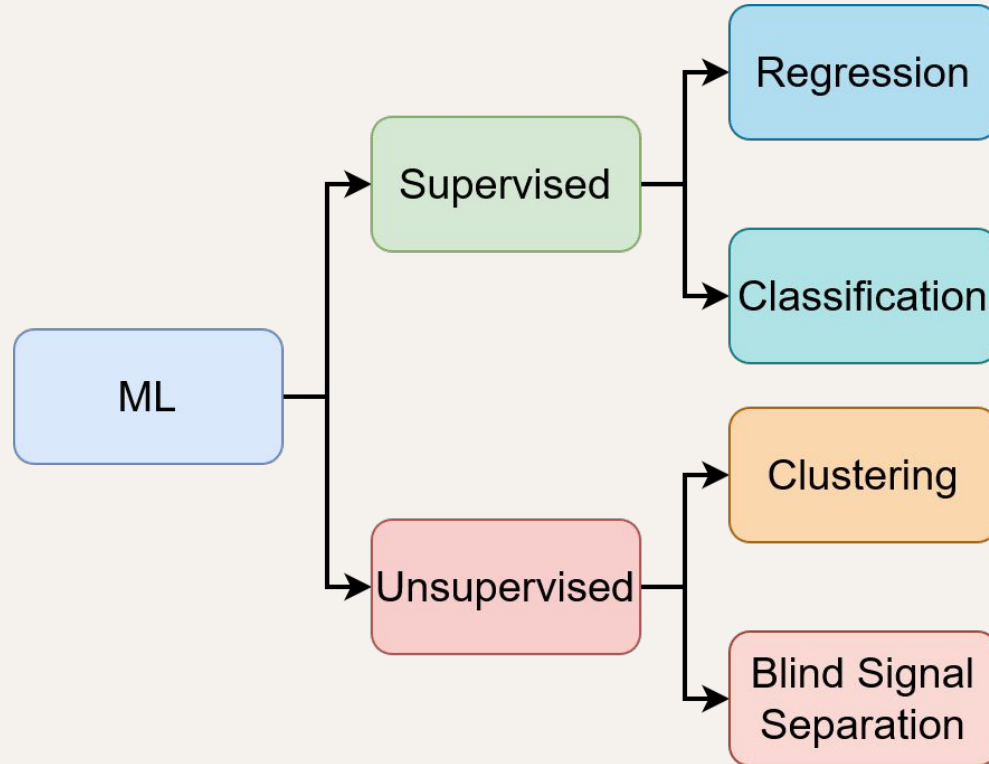 Regression
Supervised
Classification
ML
Clustering
Unsupervised
Blind Signal
Separation